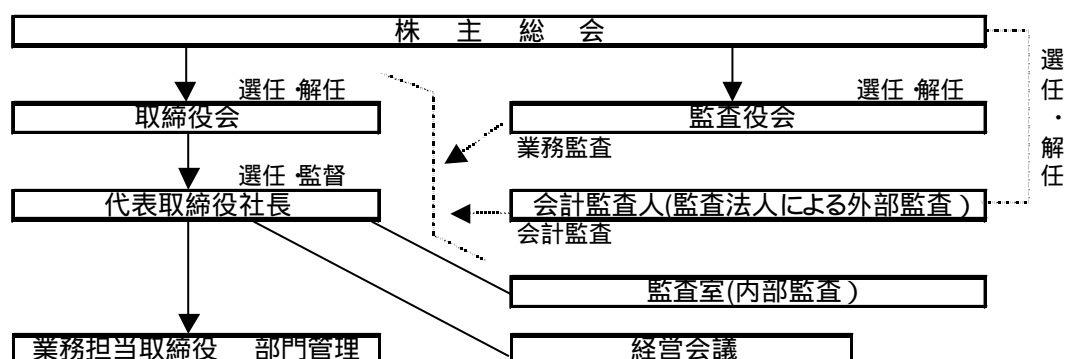 株 主 総 会
選任・解任
選任・解任
選任・解任
取締役会
監査役会
業務監査
選任・監督
代表取締役社長
会計監査人(監査法人による外部監査)
会計監査
監査室(内部監査)
業務担当取締役 部門管理
経営会議